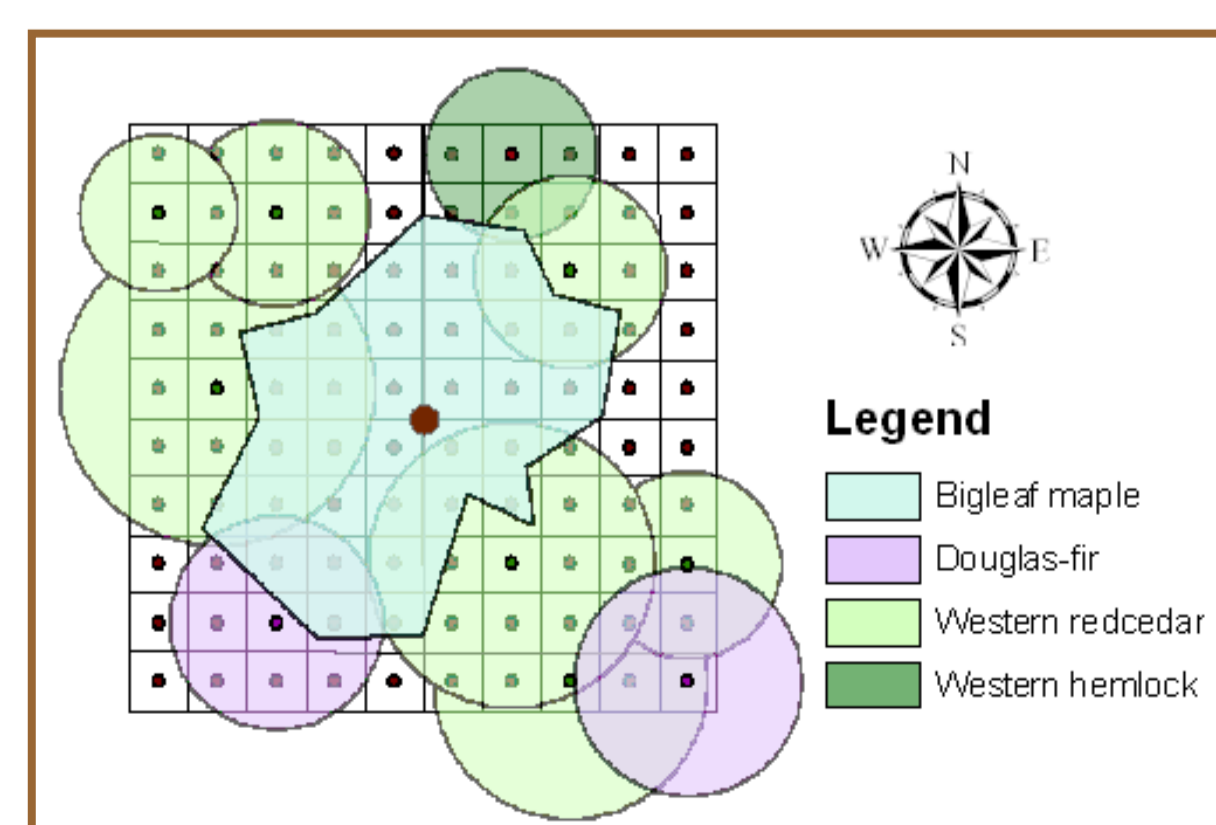 N
W E
S
Legend
Bigleaf maple
Douglas-fir
Western redcedar
Western hemlock